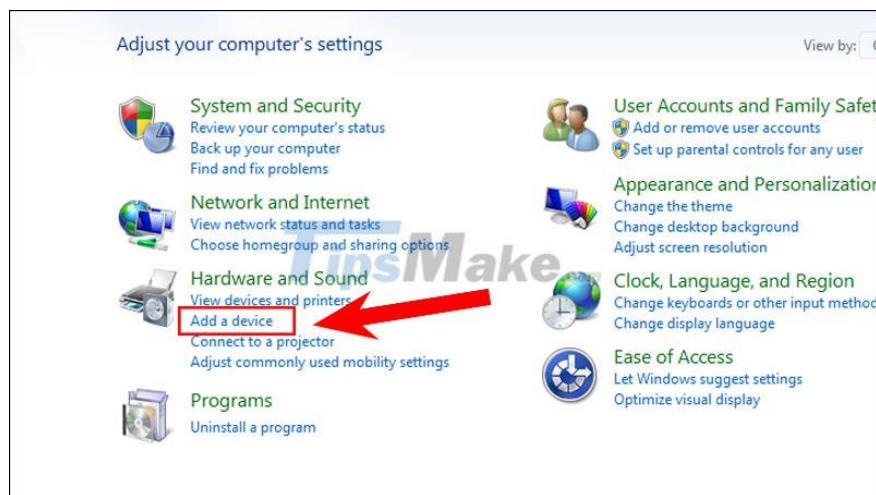 Adjust your computer's settings
View by:
System and Security
Review your computer's status
Back up your computer
Find and fix problems
Network and Internet
View network status and tasks
Choose homegroup and sharing options
Hardware and Sound
View devices and printers
Add a device
Connect to a projector
Adjust commonly used mobility settings
Programs
Uninstall a program
User Accounts and Family Safet
Add or remove user accounts
Set up parental controls for any user
Appearance and Personalization
Change the theme
Change desktop background
Adjust screen resolution
Clock, Language, and Region
Change keyboards or other input method
Change display language
Ease of Access
Let Windows suggest settings
Optimize visual display
TipsMake